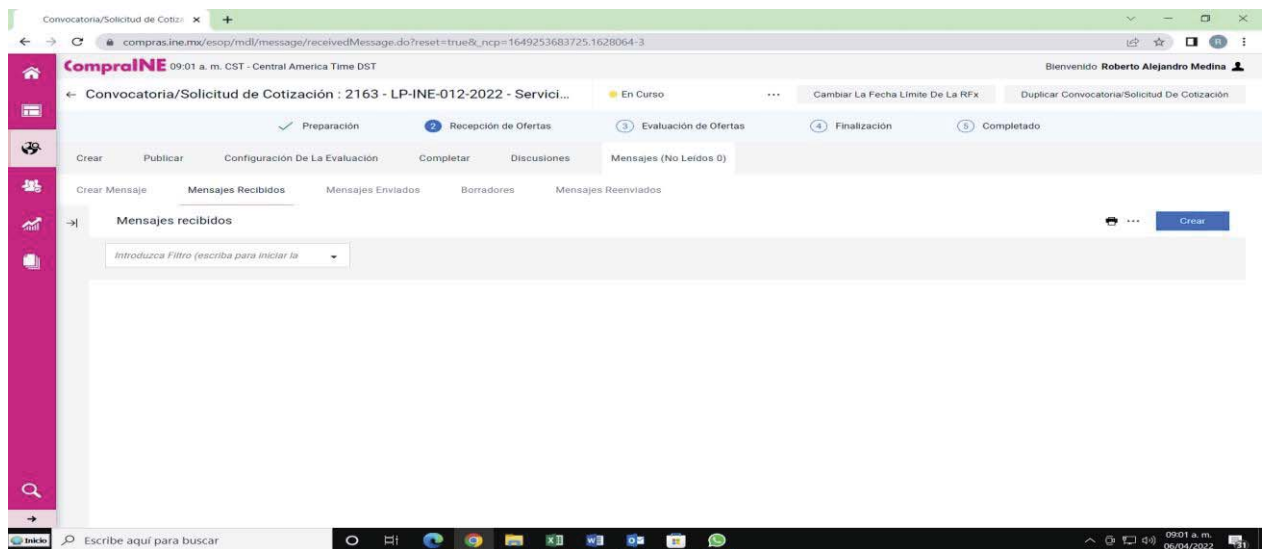 Convocatoria/Solicitud de Cotiz
compras.ine.mx/esop/mdl/message/receivedMessage.do?reset=true&_ncp=1649253683725.1628064-3
R
CompraINE 09:01 a. m. CST - Central America Time DST
Bienvenido Roberto Alejandro Medina
← Convocatoria/Solicitud de Cotización : 2163 - LP-INE-012-2022 - Servici...
En Curso
...
Cambiar La Fecha Límite De La RFx
Duplicar Convocatoria/Solicitud De Cotización
Preparación
2 Recepción de Ofertas
3 Evaluación de Ofertas
4 Finalización
5 Completado
Crear
Publicar
Configuración De La Evaluación
Completar
Discusiones
Mensajes (No Leídos 0)
Crear Mensaje
Mensajes Recibidos
Mensajes Enviados
Borradores
Mensajes Reenviados
Mensajes recibidos
...
Crear
Introduzca Filtro (escriba para iniciar la
Inicio
Escribe aquí para buscar
09:01 a. m.
06/04/2022
31